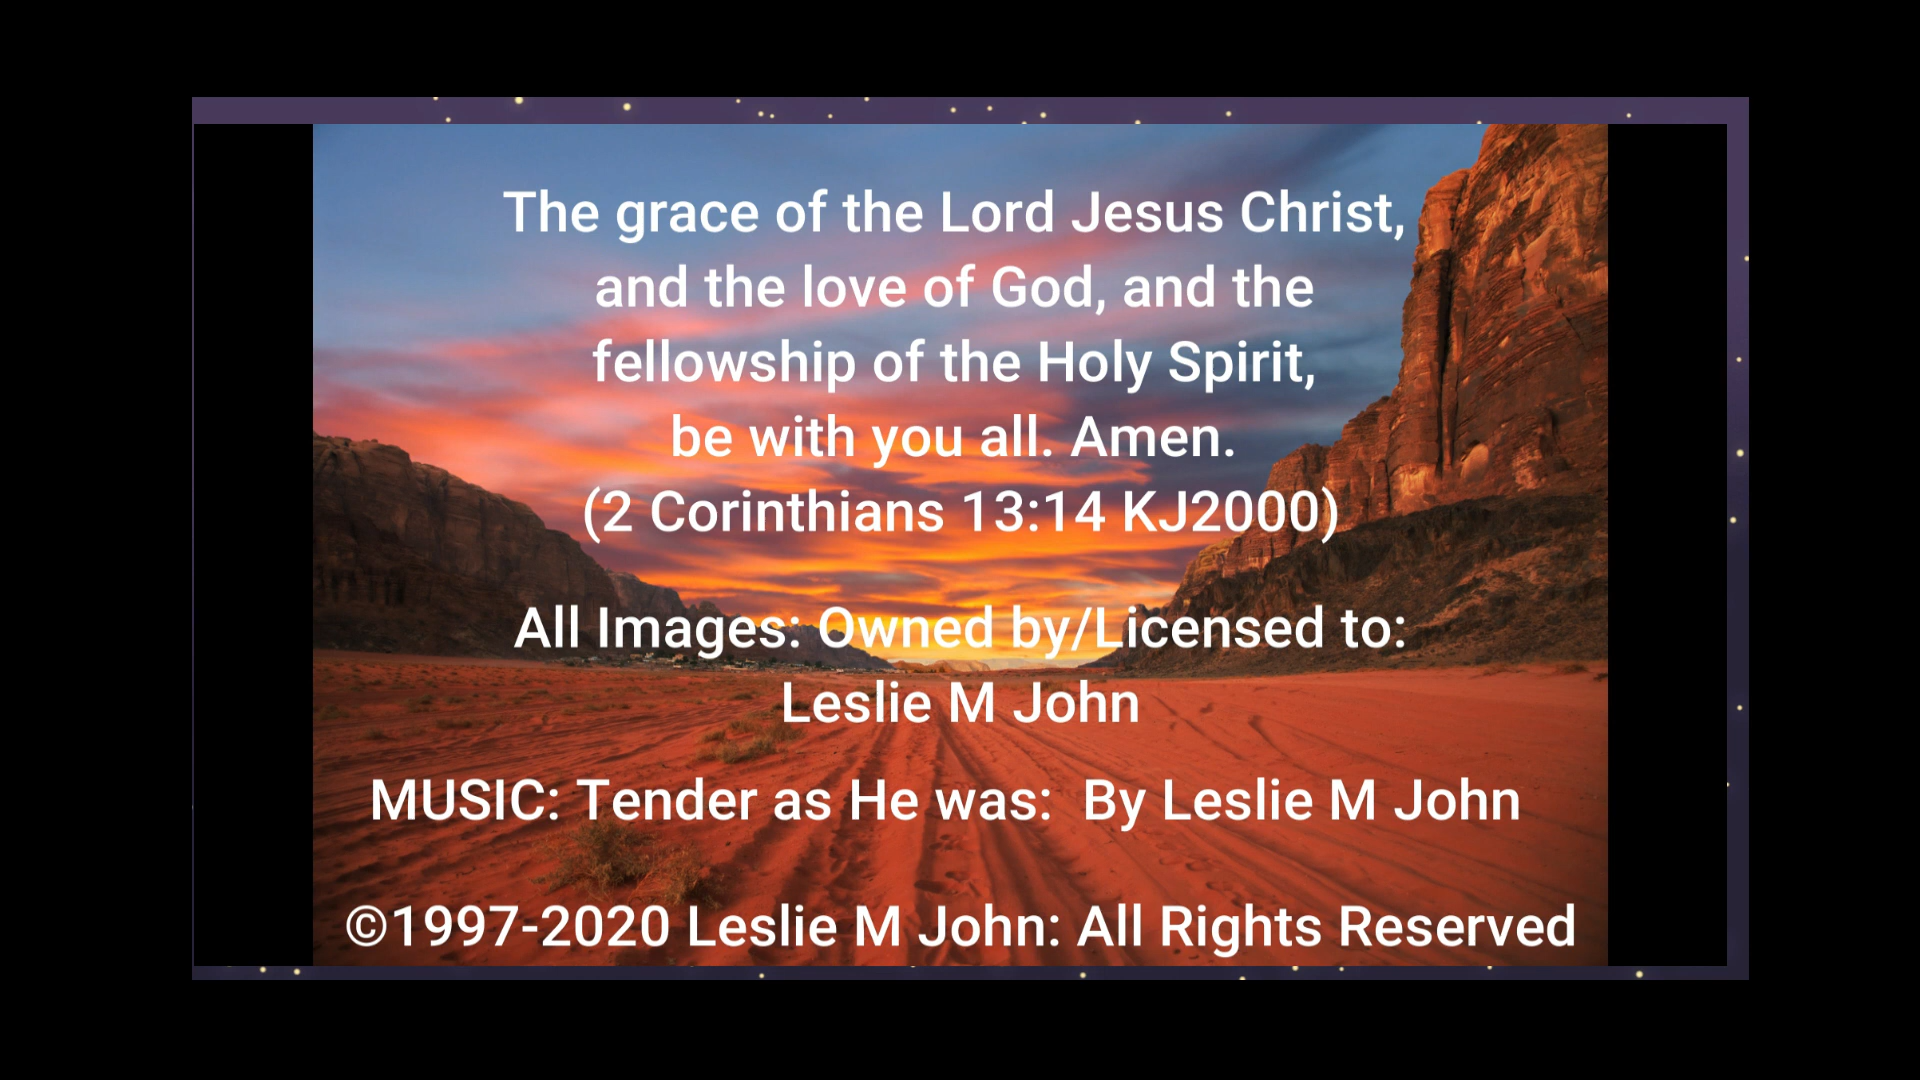 The grace of the Lord Jesus Christ,
and the love of God, and the
fellowship of the Holy Spirit,
be with you all. Amen.
(2 Corinthians 13:14 KJ2000)
All Images: Owned by/Licensed to:
Leslie M John
MUSIC: Tender as He was:  By Leslie M John
©1997-2020 Leslie M John: All Rights Reserved